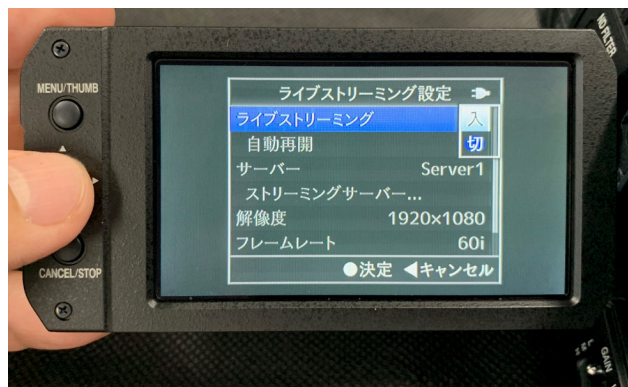 ND FILTER
MENU/THUMB
ライブストリーミング設定
ライブストリーミング 入
自動再開 切
サーバー Server1
ストリーミングサーバー...
解像度 1920×1080
フレームレート 60i
●決定 ◀キャンセル
CANCEL/STOP
GAIN